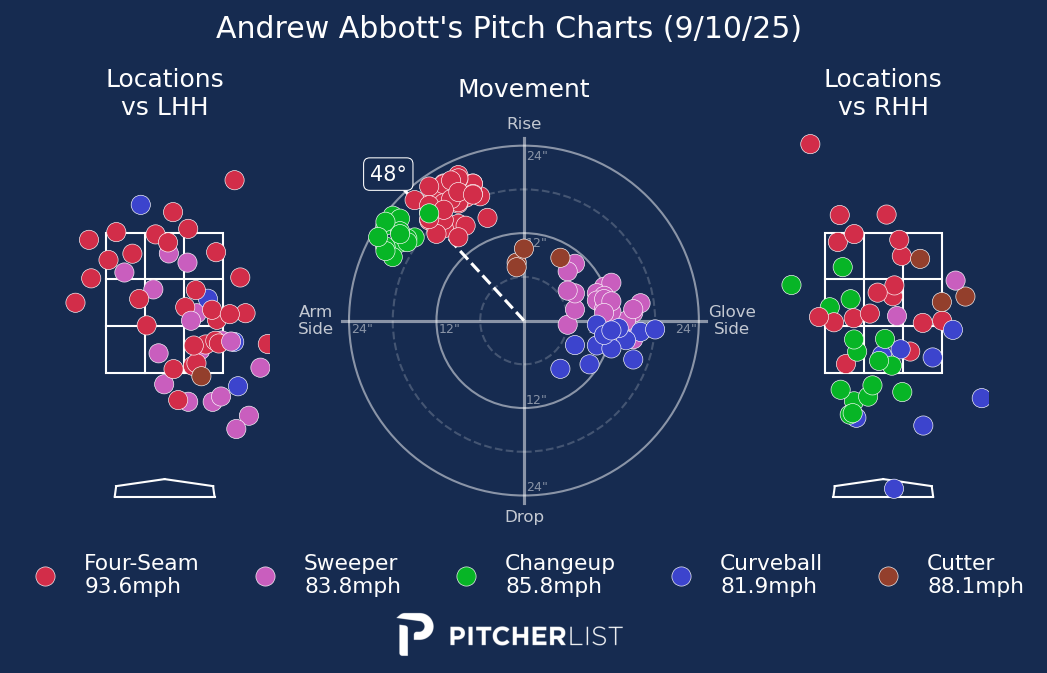 Andrew Abbott's Pitch Charts (9/10/25)
Locations
vs LHH
Movement
Locations
vs RHH
Rise
24"
48°
12"
Arm
Side
24"
12"
24"
Glove
Side
12"
24"
Drop
Four-Seam
93.6mph
Sweeper
83.8mph
Changeup
85.8mph
Curveball
81.9mph
Cutter
88.1mph
PITCHERLIST